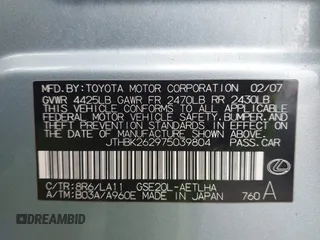 MFD. BY: TOYOTA MOTOR CORPORATION 02/07
GVWR 4425LB GAWR FR 2470LB RR 2430LB
THIS VEHICLE CONFORMS TO ALL APPLICABLE
FEDERAL MOTOR VEHICLE SAFETY, BUMPER, AND
THEFT PREVENTION STANDARDS IN EFFECT ON
THE DATE OF MANUFACTURE SHOWN ABOVE.
JTHBK262975039804 PASS.CAR
C/TR: 8R6/LA11 GSE20L-AETLHA
A/TM: B03A/A960E MADE IN JAPAN 760 A
DREAMBID